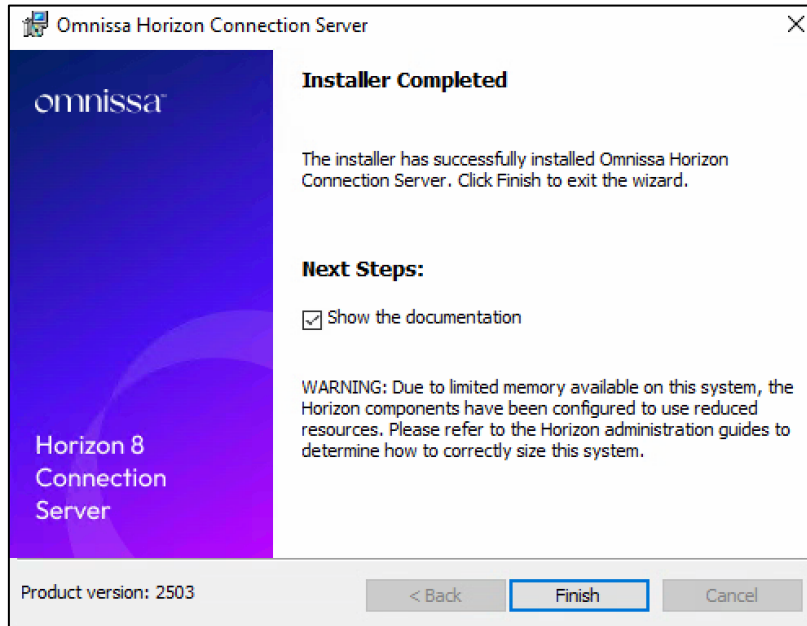 Omnissa Horizon Connection Server
omnissa™
Installer Completed
The installer has successfully installed Omnissa Horizon
Connection Server. Click Finish to exit the wizard.
Next Steps:
Show the documentation
WARNING: Due to limited memory available on this system, the
Horizon components have been configured to use reduced
resources. Please refer to the Horizon administration guides to
determine how to correctly size this system.
Horizon 8
Connection
Server
Product version: 2503
< Back
Finish
Cancel